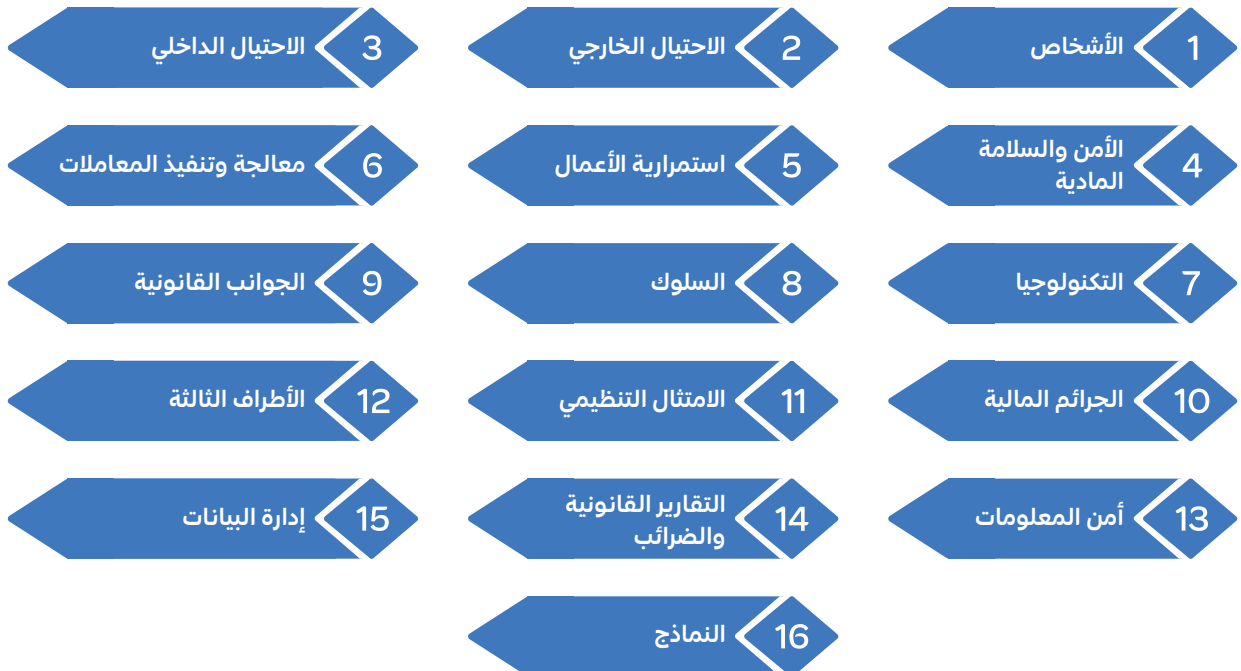 1 الأشخاص
2 الاحتيال الخارجي
3 الاحتيال الداخلي
4 الأمن والسلامة
المادية
5 استمرارية الأعمال
6 معالجة وتنفيذ المعاملات
7 التكنولوجيا
8 السلوك
9 الجوانب القانونية
10 الجرائم المالية
11 الامتثال التنظيمي
12 الأطراف الثالثة
13 أمن المعلومات
14 التقارير القانونية
والضرائب
15 إدارة البيانات
16 النماذج